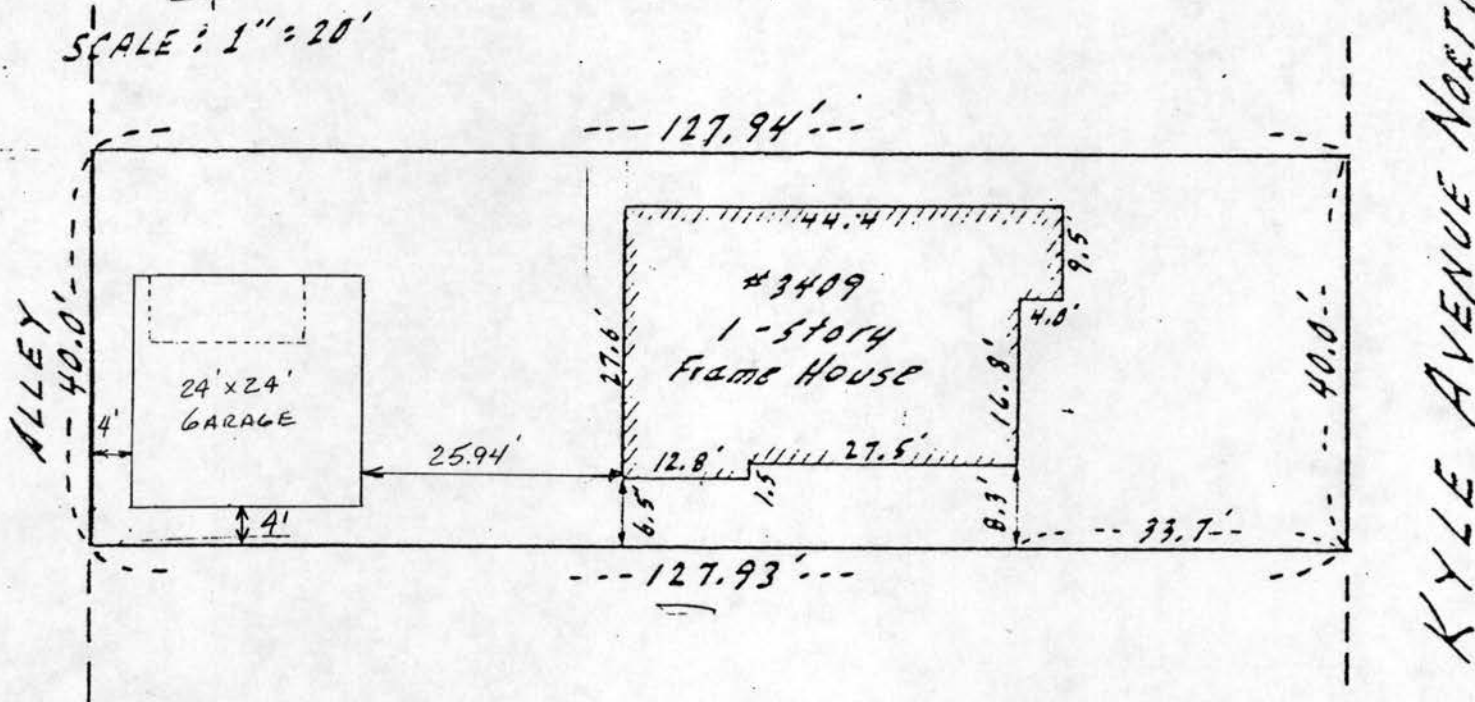 SCALE : 1" = 20'
--- 127.94' ---
44.4
9.5
#3409
1-Story
Frame House
4.0'
27.6'
16.8'
ALLEY
40.0'
24' x 24'
GARAGE
4'
25.94'
12.8'
27.5'
1.5'
6.5'
8.3'
33.7
4'
40.0'
--- 127.93' ---
KYLE AVENUE NORTH